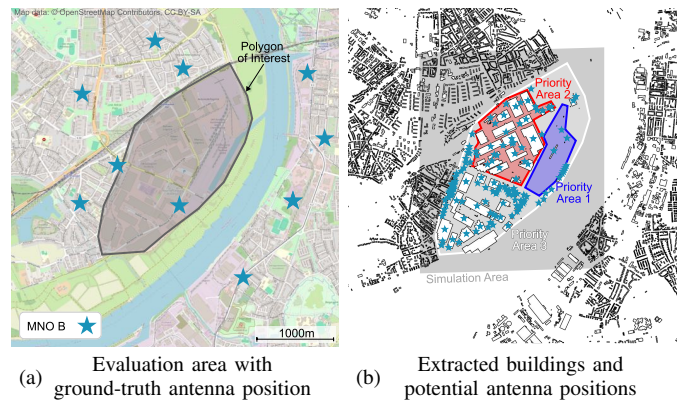 Map data: © OpenStreetMap Contributors, CC.BY-SA
Polygon
of Interest
MNO B
1000m
Priority
Area 2
Priority
Area 1
Priority
Area 3
Simulation Area
(a) Evaluation area with
ground-truth antenna position
(b) Extracted buildings and
potential antenna positions